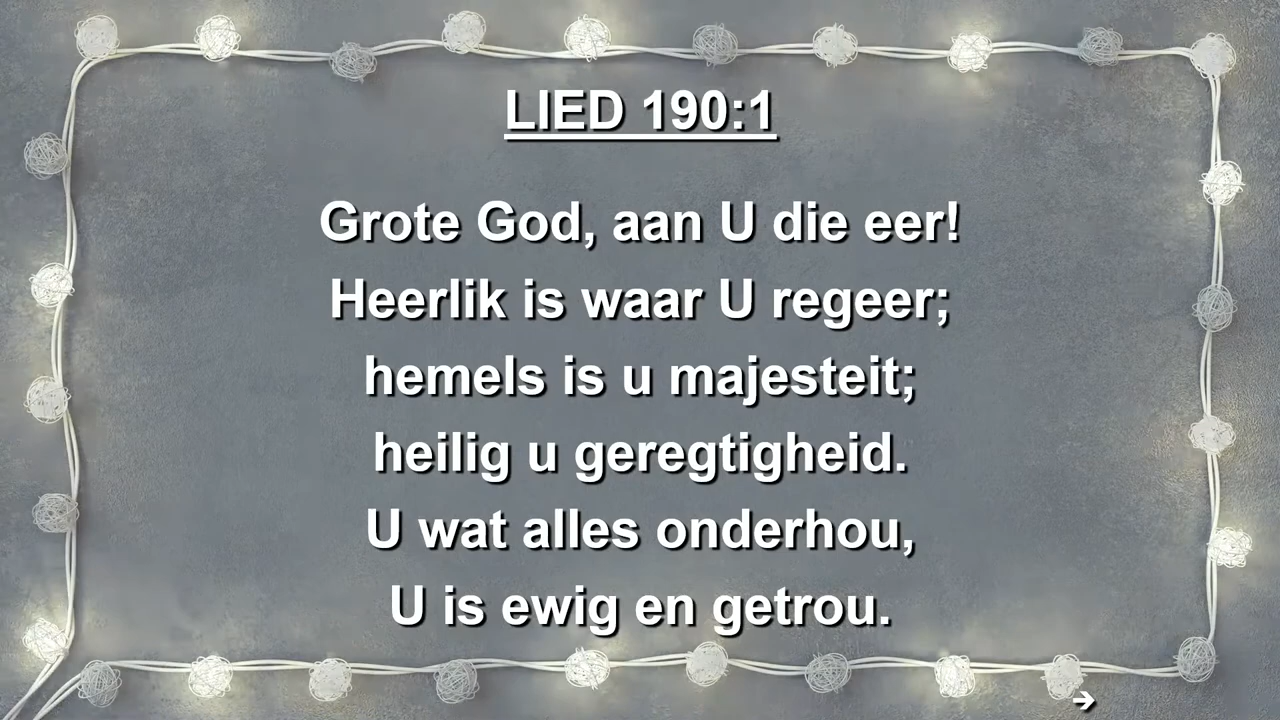 LIED 190:1
Grote God, aan U die eer!
Heerlik is waar U regeer;
hemels is u majesteit;
heilig u geregtigheid.
U wat alles onderhou,
U is ewig en getrou.